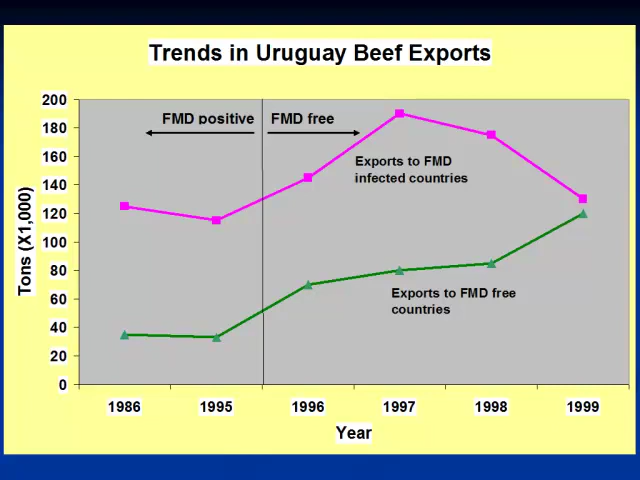 Trends in Uruguay Beef Exports
FMD positive
FMD free
Exports to FMD
infected countries
Exports to FMD free
countries
Tons (X1,000)
200
180
160
140
120
100
80
60
40
20
0
1986 1995 1996 1997 1998 1999
Year